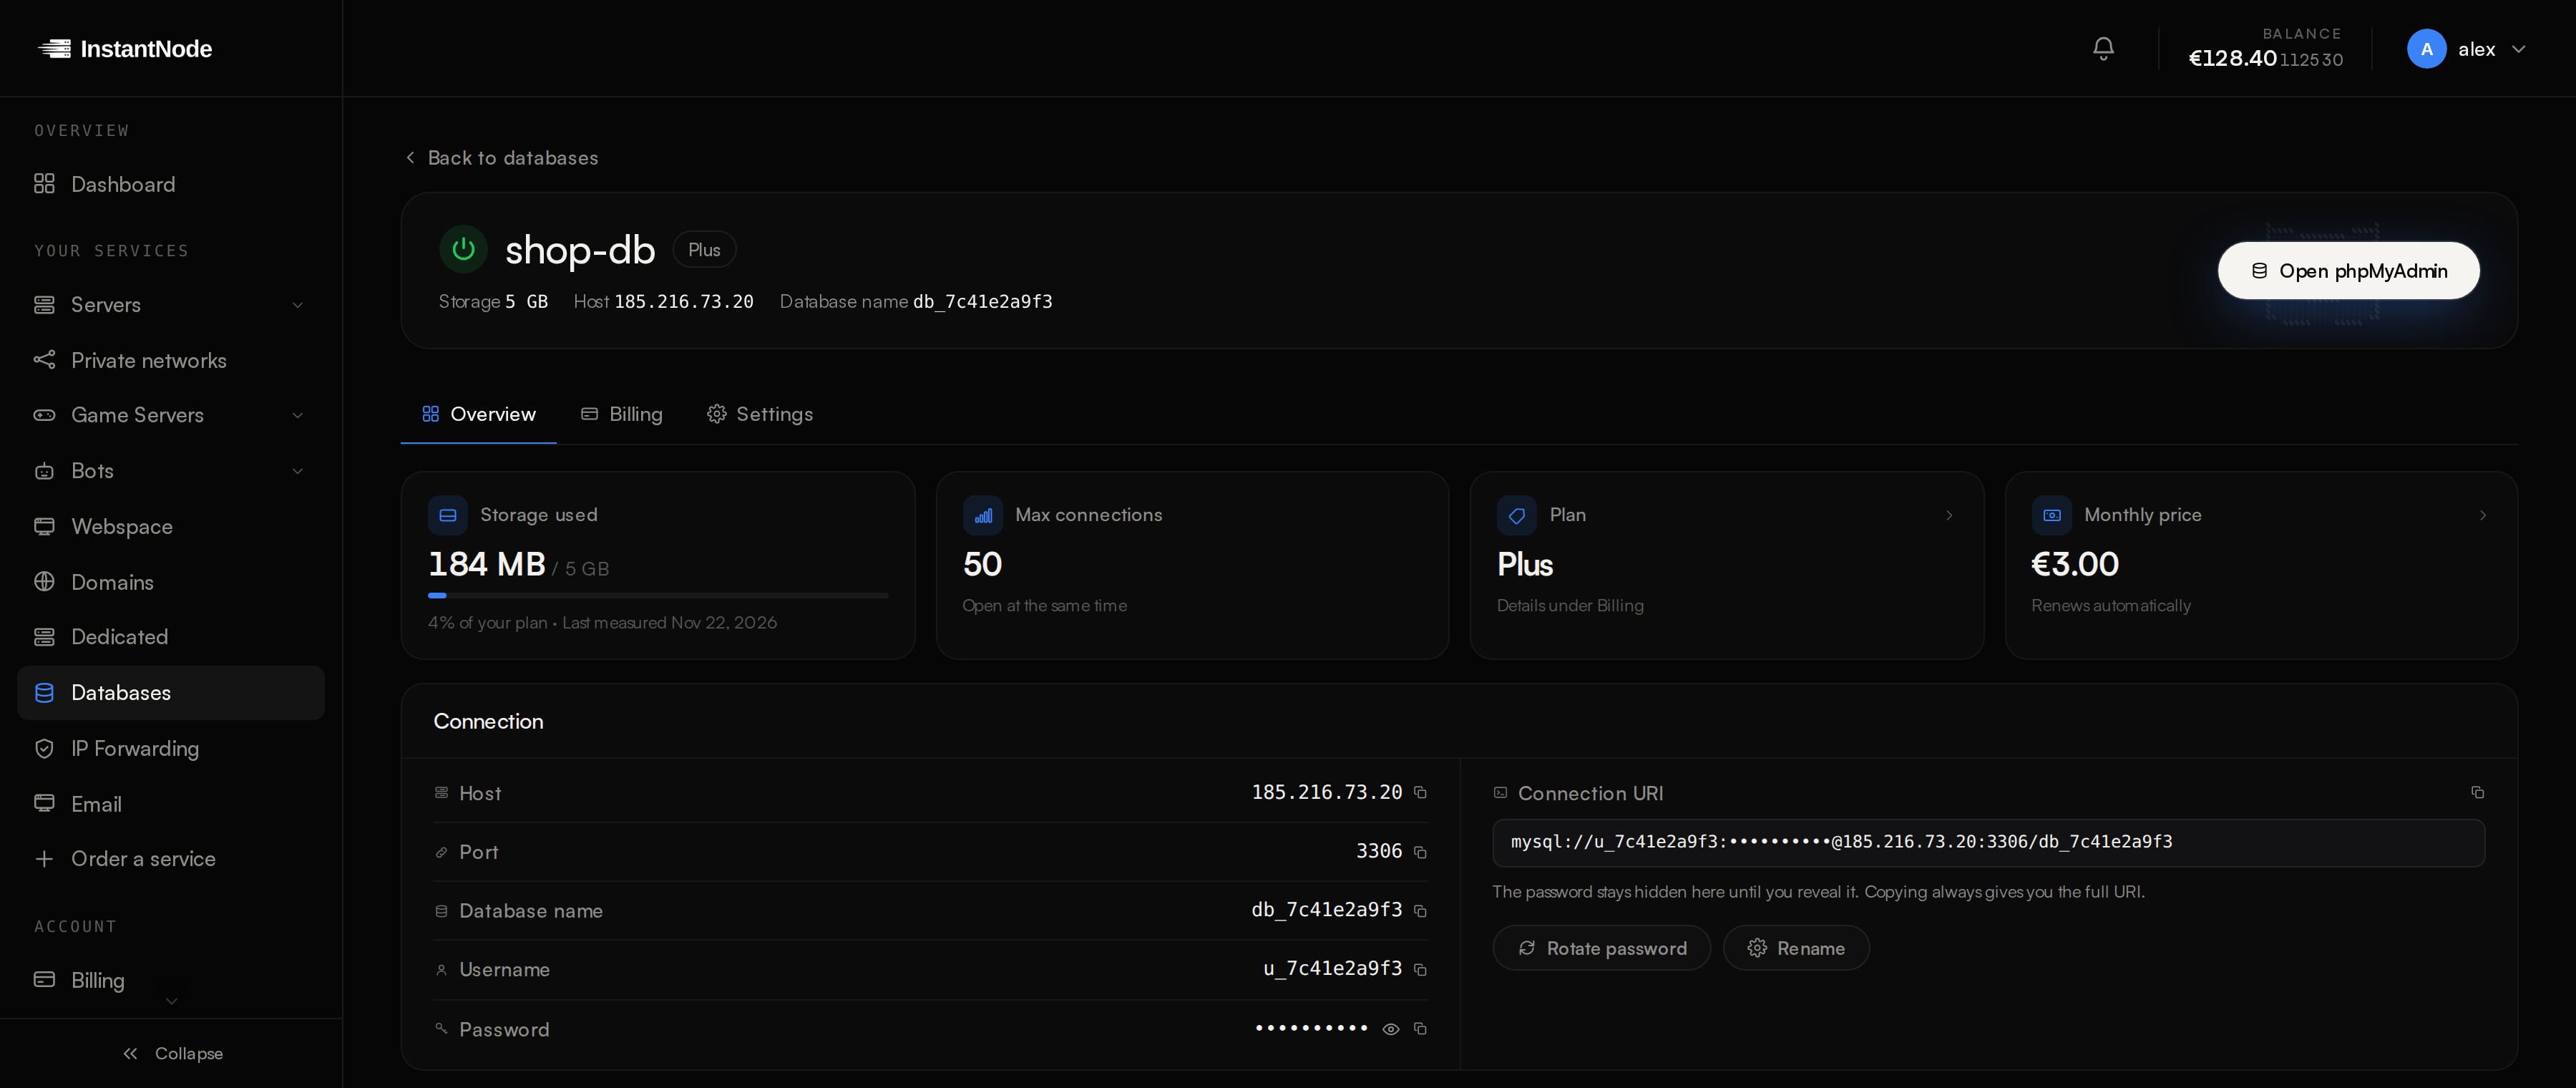 InstantNode
BALANCE
€128.40 112530
A alex
OVERVIEW
Dashboard
YOUR SERVICES
Servers
Private networks
Game Servers
Bots
Webspace
Domains
Dedicated
Databases
IP Forwarding
Email
Order a service
ACCOUNT
Billing
Collapse
Back to databases
shop-db Plus
Storage 5 GB Host 185.216.73.20 Database name db_7c41e2a9f3
Open phpMyAdmin
Overview Billing Settings
Storage used
184 MB / 5 GB
4% of your plan · Last measured Nov 22, 2026
Max connections
50
Open at the same time
Plan
Plus
Details under Billing
Monthly price
€3.00
Renews automatically
Connection
Host 185.216.73.20
Port 3306
Database name db_7c41e2a9f3
Username u_7c41e2a9f3
Password ••••••••••
Connection URI
mysql://u_7c41e2a9f3:••••••••••@185.216.73.20:3306/db_7c41e2a9f3
The password stays hidden here until you reveal it. Copying always gives you the full URI.
Rotate password Rename